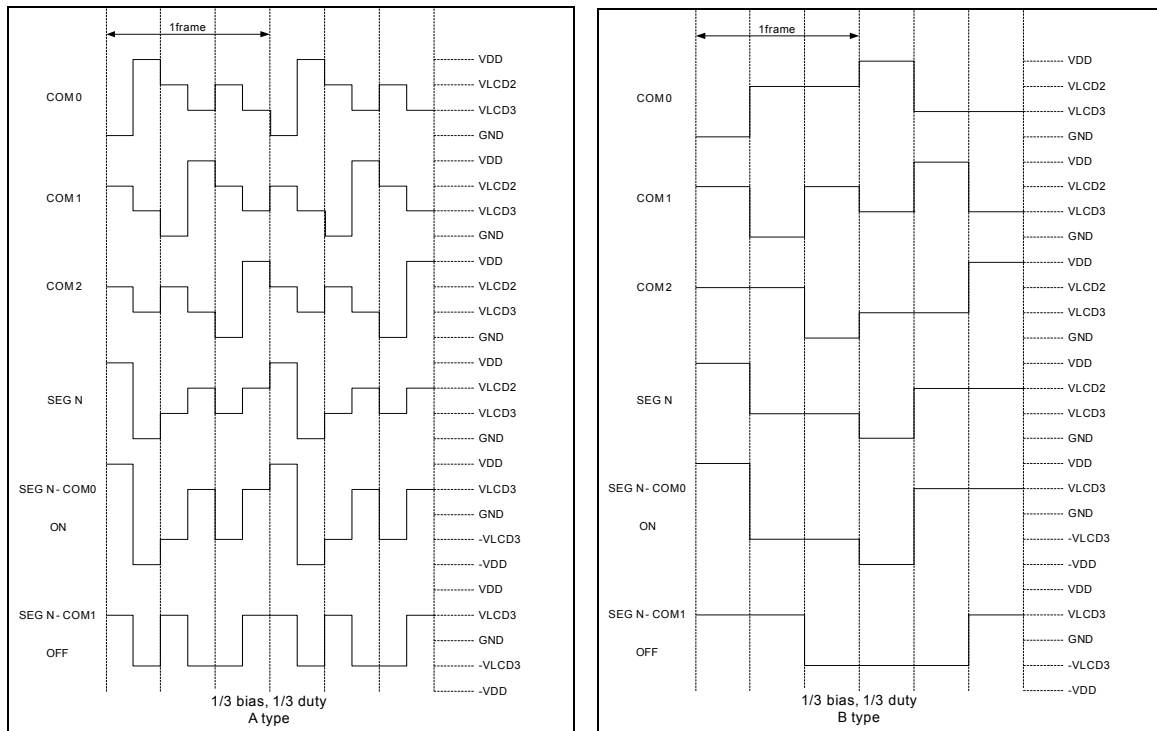 1frame
COM0
VDD
VLCD2
VLCD3
GND
COM1
VDD
VLCD2
VLCD3
GND
COM2
VDD
VLCD2
VLCD3
GND
SEG N
VDD
VLCD2
VLCD3
GND
SEG N - COM0
ON
VDD
VLCD3
GND
-VLCD3
-VDD
SEG N - COM1
OFF
VDD
VLCD3
GND
-VLCD3
-VDD
1/3 bias, 1/3 duty
A type
1frame
COM0
VDD
VLCD2
VLCD3
GND
COM1
VDD
VLCD2
VLCD3
GND
COM2
VDD
VLCD2
VLCD3
GND
SEG N
VDD
VLCD2
VLCD3
GND
SEG N - COM0
ON
VDD
VLCD3
GND
-VLCD3
-VDD
SEG N - COM1
OFF
VDD
VLCD3
GND
-VLCD3
-VDD
1/3 bias, 1/3 duty
B type